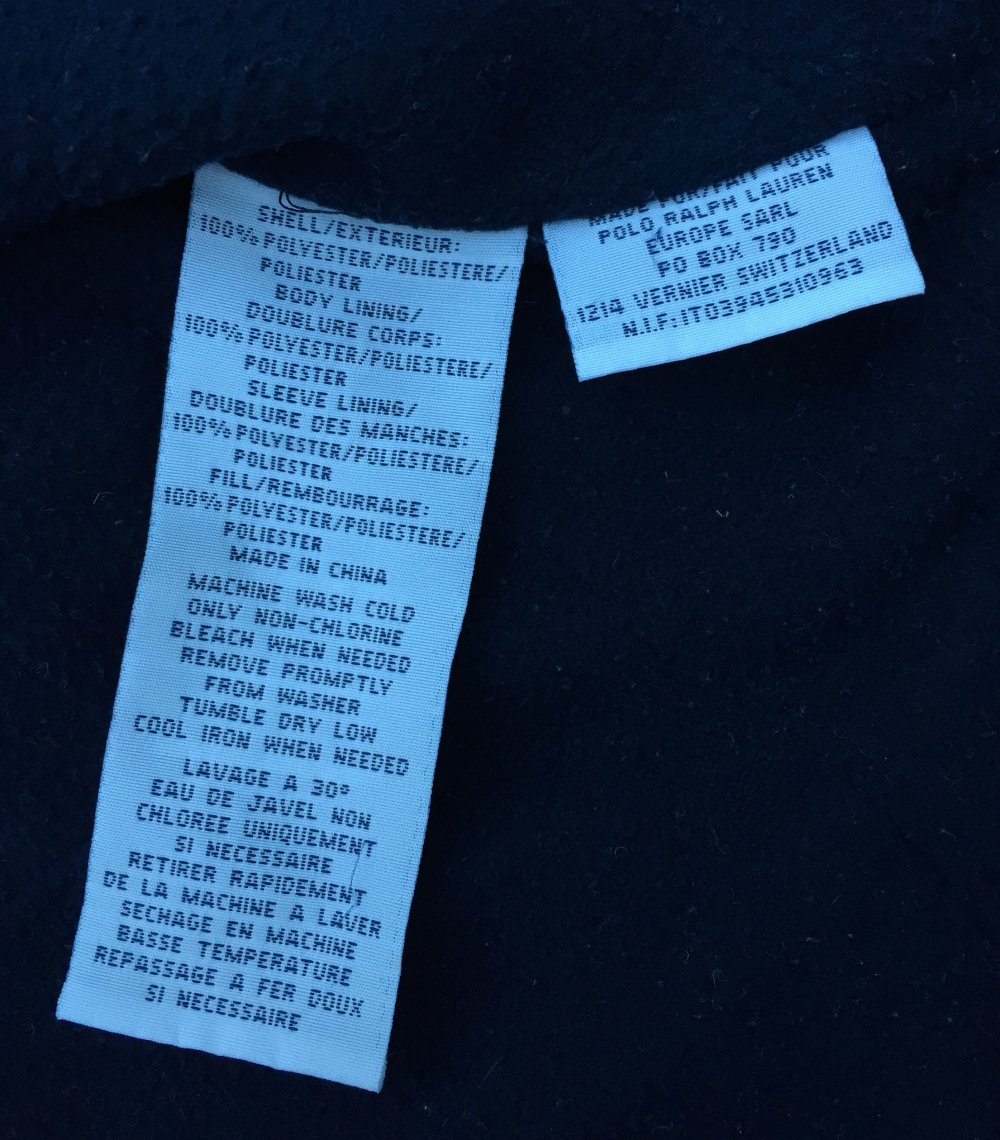 SHELL/EXTERIEUR:
100% POLYESTER/POLIESTERE/
POLIESTER
BODY LINING/
DOUBLURE CORPS:
100% POLYESTER/POLIESTERE/
POLIESTER
SLEEVE LINING/
DOUBLURE DES MANCHES:
100% POLYESTER/POLIESTERE/
POLIESTER
FILL/REMBOURRAGE:
100% POLYESTER/POLIESTERE/
POLIESTER
MADE IN CHINA
MACHINE WASH COLD
ONLY NON-CHLORINE
BLEACH WHEN NEEDED
REMOVE PROMPTLY
FROM WASHER
TUMBLE DRY LOW
COOL IRON WHEN NEEDED
LAVAGE A 30°
EAU DE JAVEL NON
CHLOREE UNIQUEMENT
SI NECESSAIRE
RETIRER RAPIDEMENT
DE LA MACHINE A LAVER
SECHAGE EN MACHINE
BASSE TEMPERATURE
REPASSAGE A FER DOUX
SI NECESSAIRE
MADE FOR/FAIT POUR
POLO RALPH LAUREN
EUROPE SARL
PO BOX 790
1214 VERNIER SWITZERLAND
N.I.F:IT03945310963